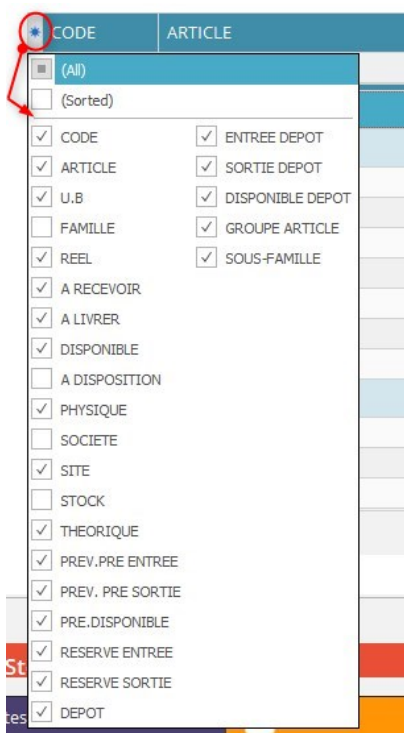 CODE ARTICLE
(All)
(Sorted)
CODE
ARTICLE
U.B
FAMILLE
REEL
A RECEVOIR
A LIVRER
DISPONIBLE
A DISPOSITION
PHYSIQUE
SOCIETE
SITE
STOCK
THEORIQUE
PREV.PRE ENTREE
PREV. PRE SORTIE
PRE.DISPONIBLE
RESERVE ENTREE
RESERVE SORTIE
DEPOT
ENTREE DEPOT
SORTIE DEPOT
DISPONIBLE DEPOT
GROUPE ARTICLE
SOUS-FAMILLE